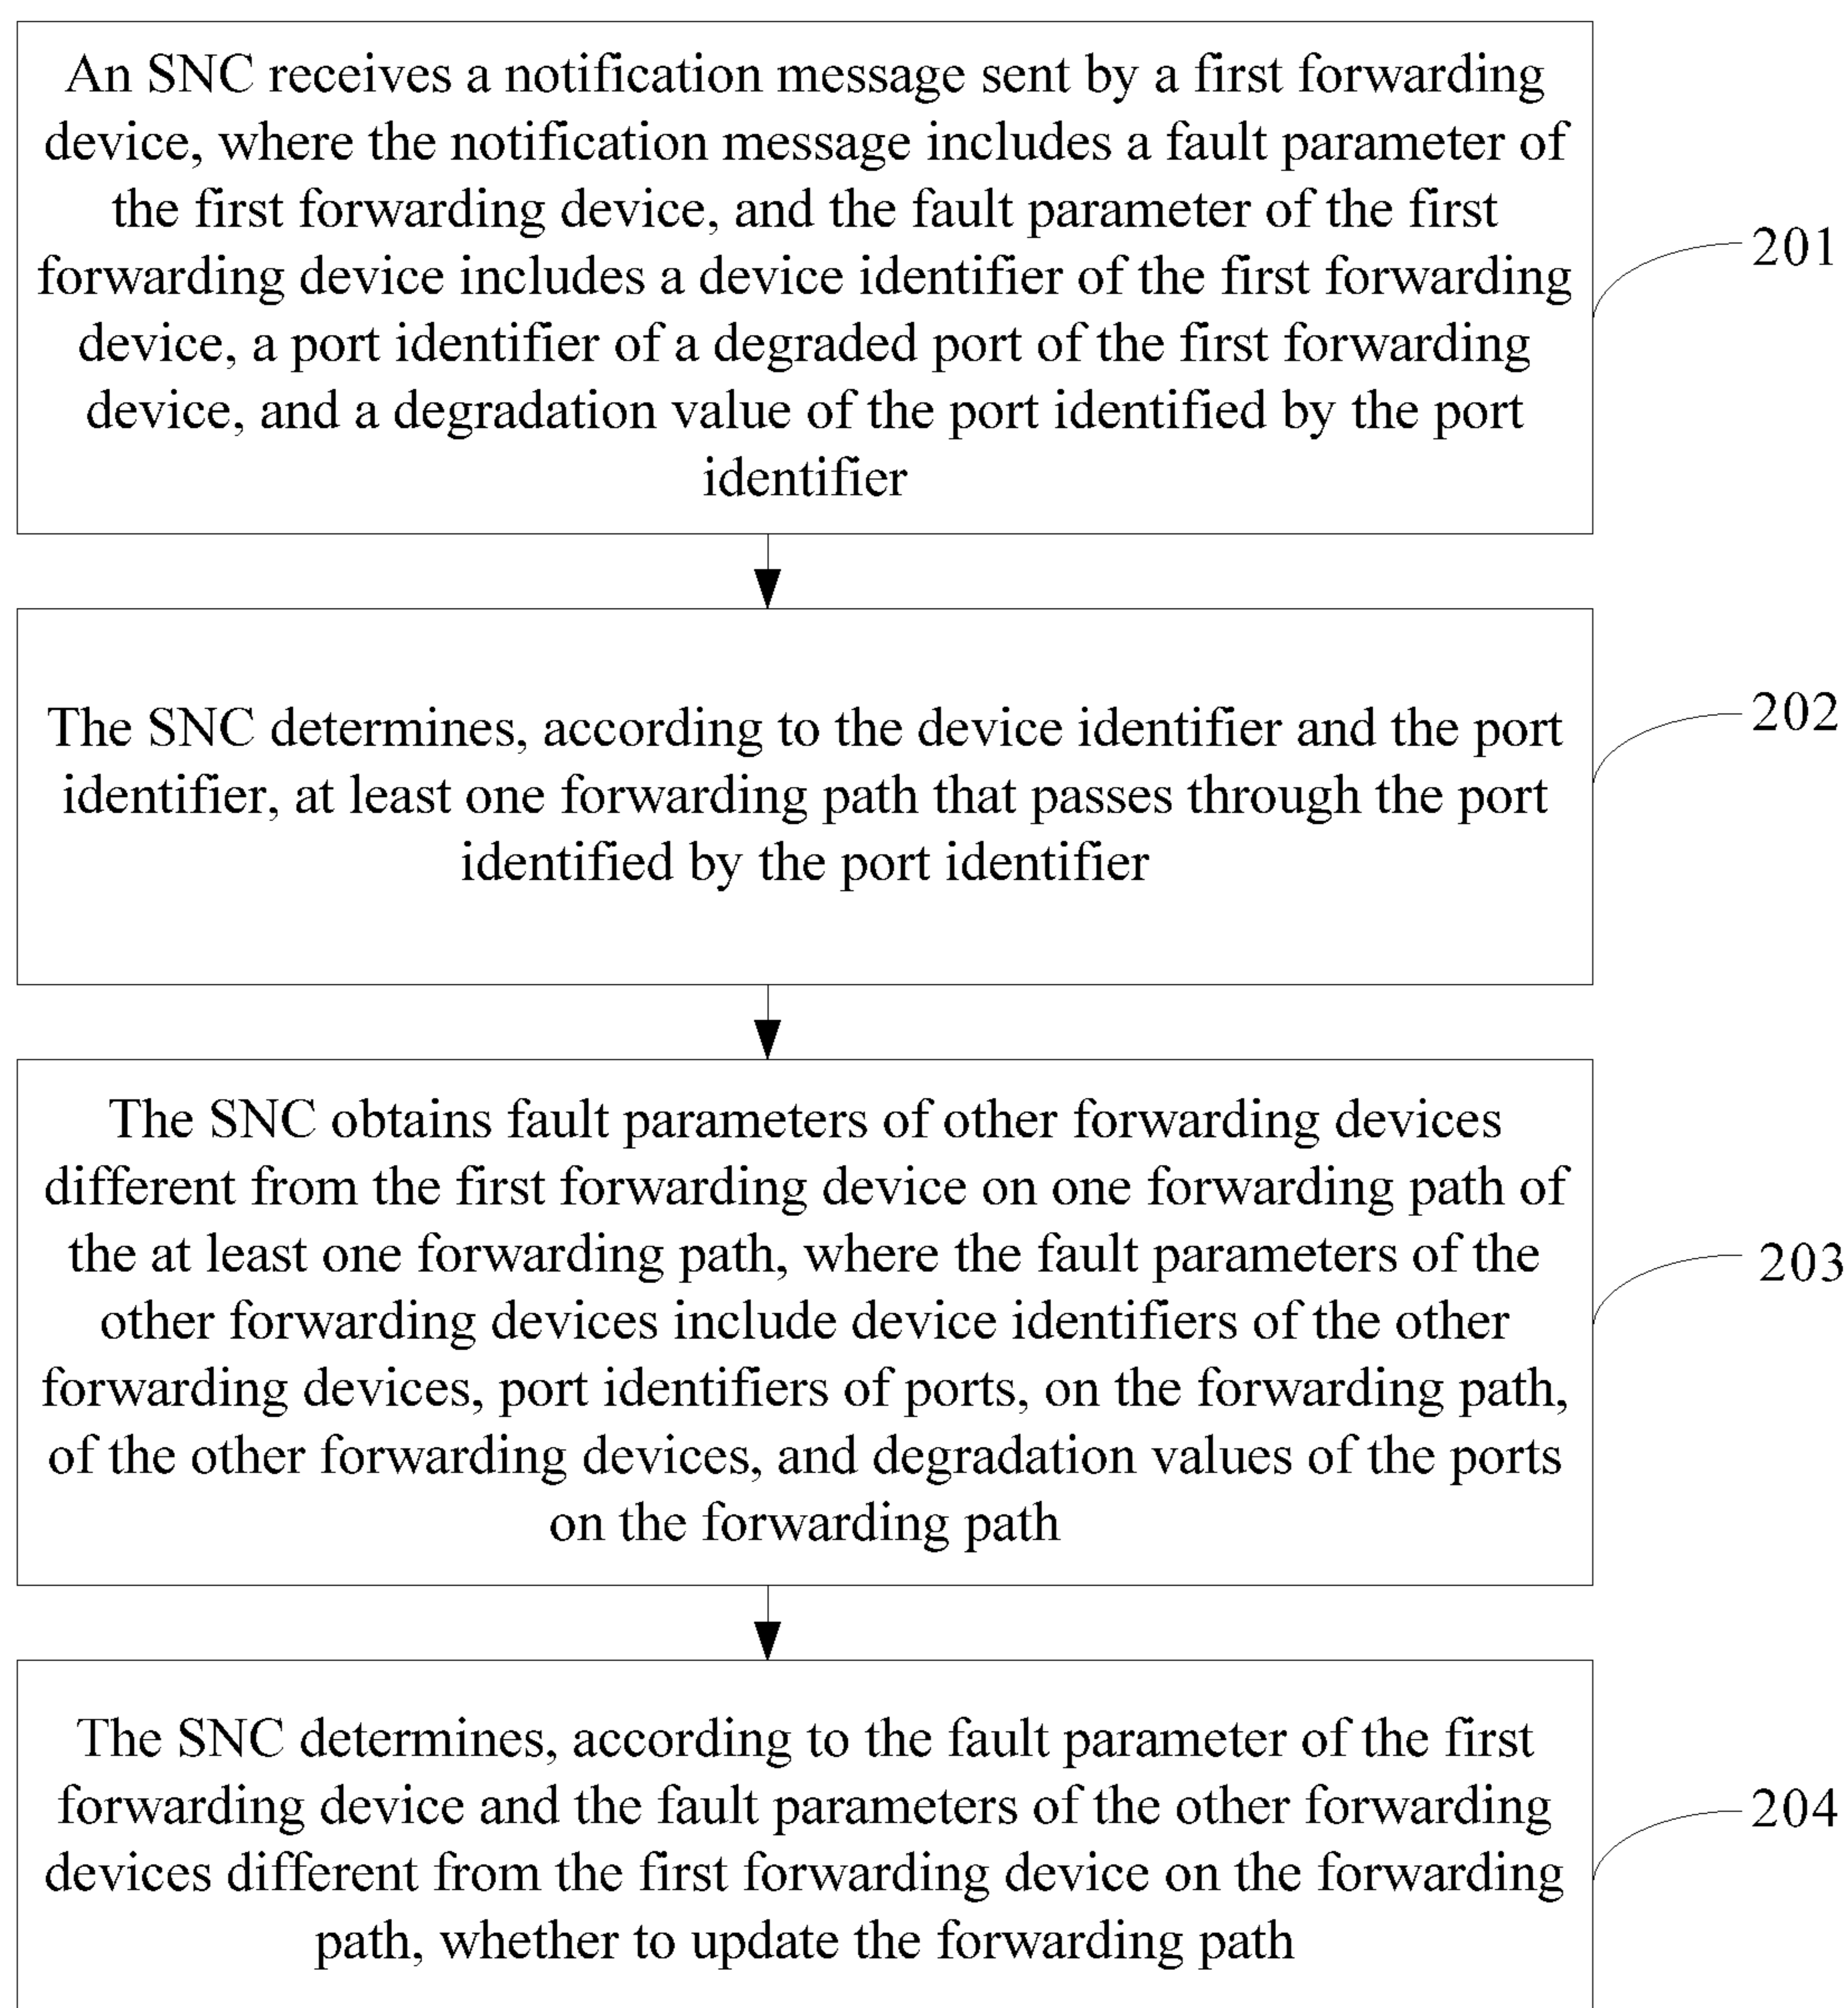 An SNC receives a notification message sent by a first forwarding
device, where the notification message includes a fault parameter of
the first forwarding device, and the fault parameter of the first
forwarding device includes a device identifier of the first forwarding
device, a port identifier of a degraded port of the first forwarding
device, and a degradation value of the port identified by the port
identifier
201
The SNC determines, according to the device identifier and the port
identifier, at least one forwarding path that passes through the port
identified by the port identifier
202
The SNC obtains fault parameters of other forwarding devices
different from the first forwarding device on one forwarding path of
the at least one forwarding path, where the fault parameters of the
other forwarding devices include device identifiers of the other
forwarding devices, port identifiers of ports, on the forwarding path,
of the other forwarding devices, and degradation values of the ports
on the forwarding path
203
The SNC determines, according to the fault parameter of the first
forwarding device and the fault parameters of the other forwarding
devices different from the first forwarding device on the forwarding
path, whether to update the forwarding path
204